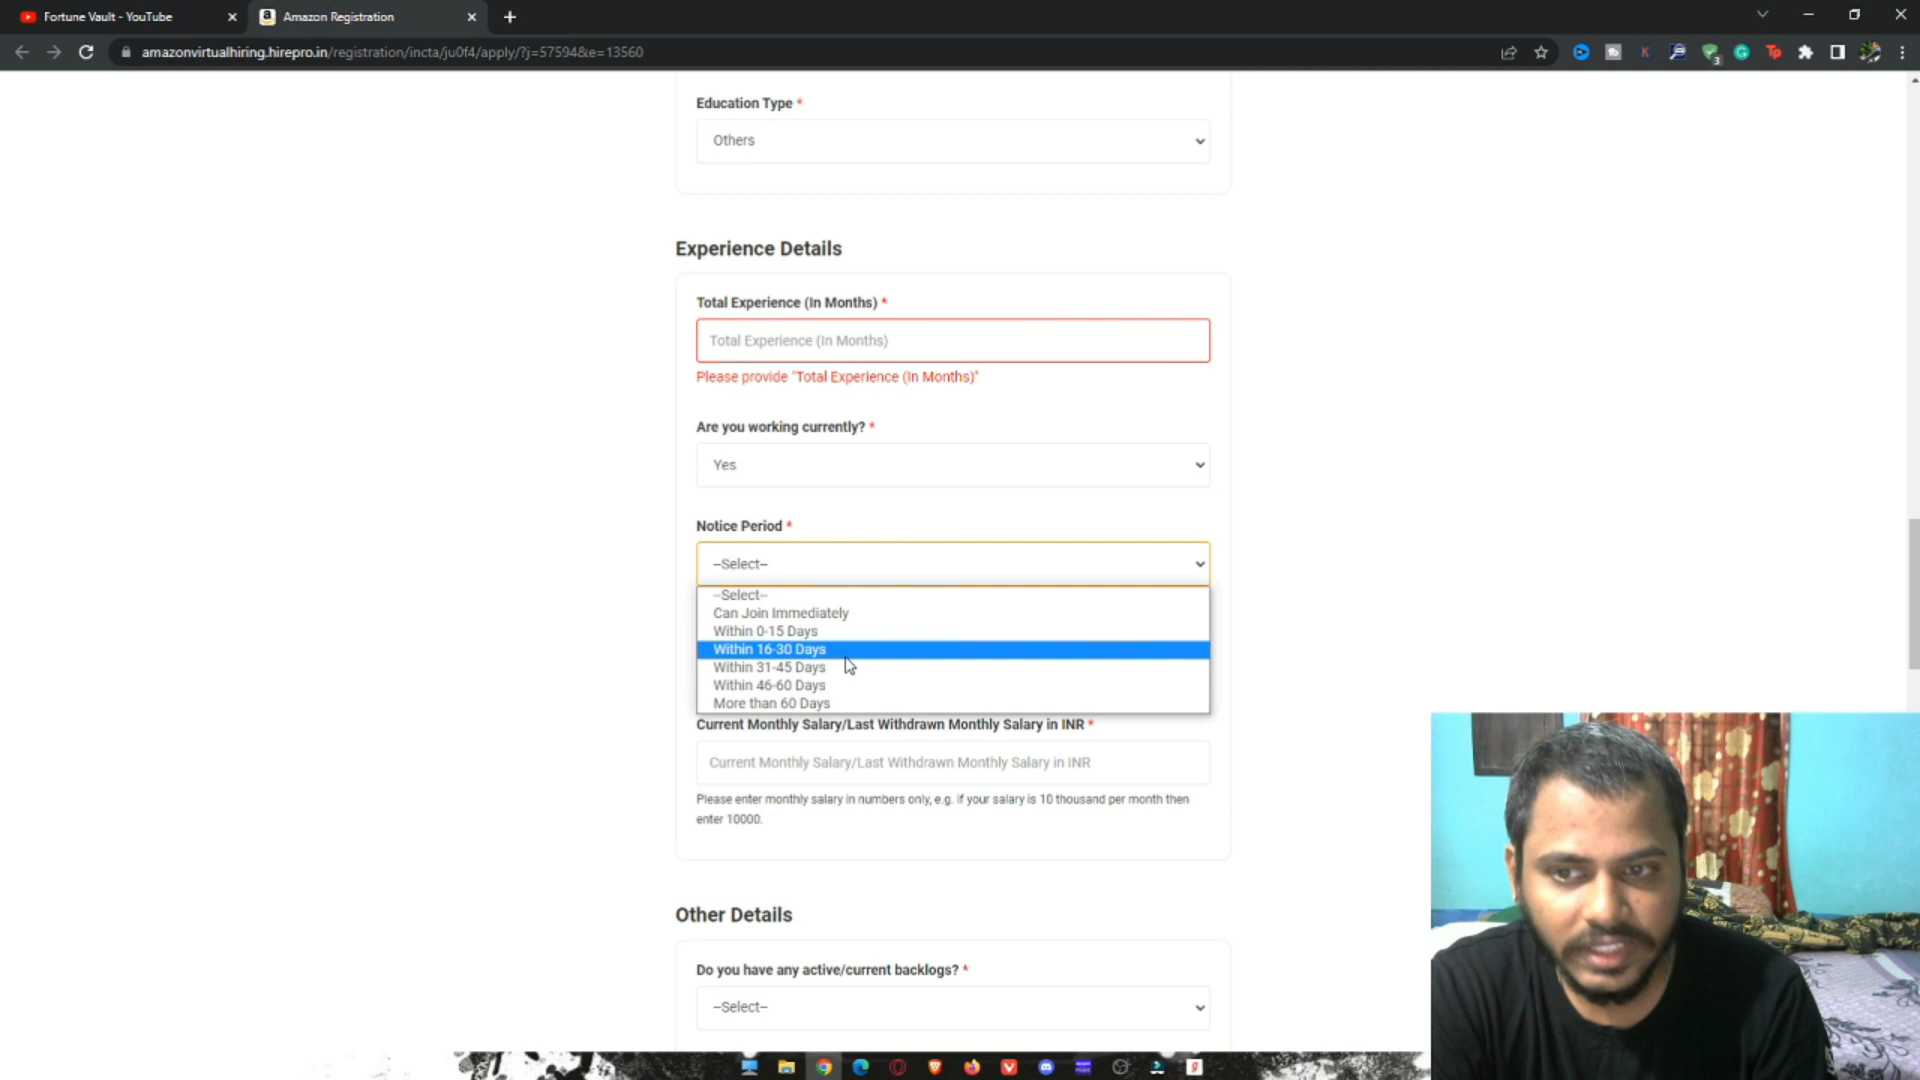 Fortune Vault - YouTube
Amazon Registration
amazonvirtualhiring.hirepro.in/registration/incta/ju0f4/apply/?j=57594&e=13560
Education Type *
Others
Experience Details
Total Experience (In Months) *
Total Experience (In Months)
Please provide "Total Experience (In Months)"
Are you working currently? *
Yes
Notice Period *
--Select--
--Select--
Can Join Immediately
Within 0-15 Days
Within 16-30 Days
Within 31-45 Days
Within 46-60 Days
More than 60 Days
Current Monthly Salary/Last Withdrawn Monthly Salary in INR *
Current Monthly Salary/Last Withdrawn Monthly Salary in INR
Please enter monthly salary in numbers only, e.g. if your salary is 10 thousand per month then
enter 10000.
Other Details
Do you have any active/current backlogs? *
--Select--